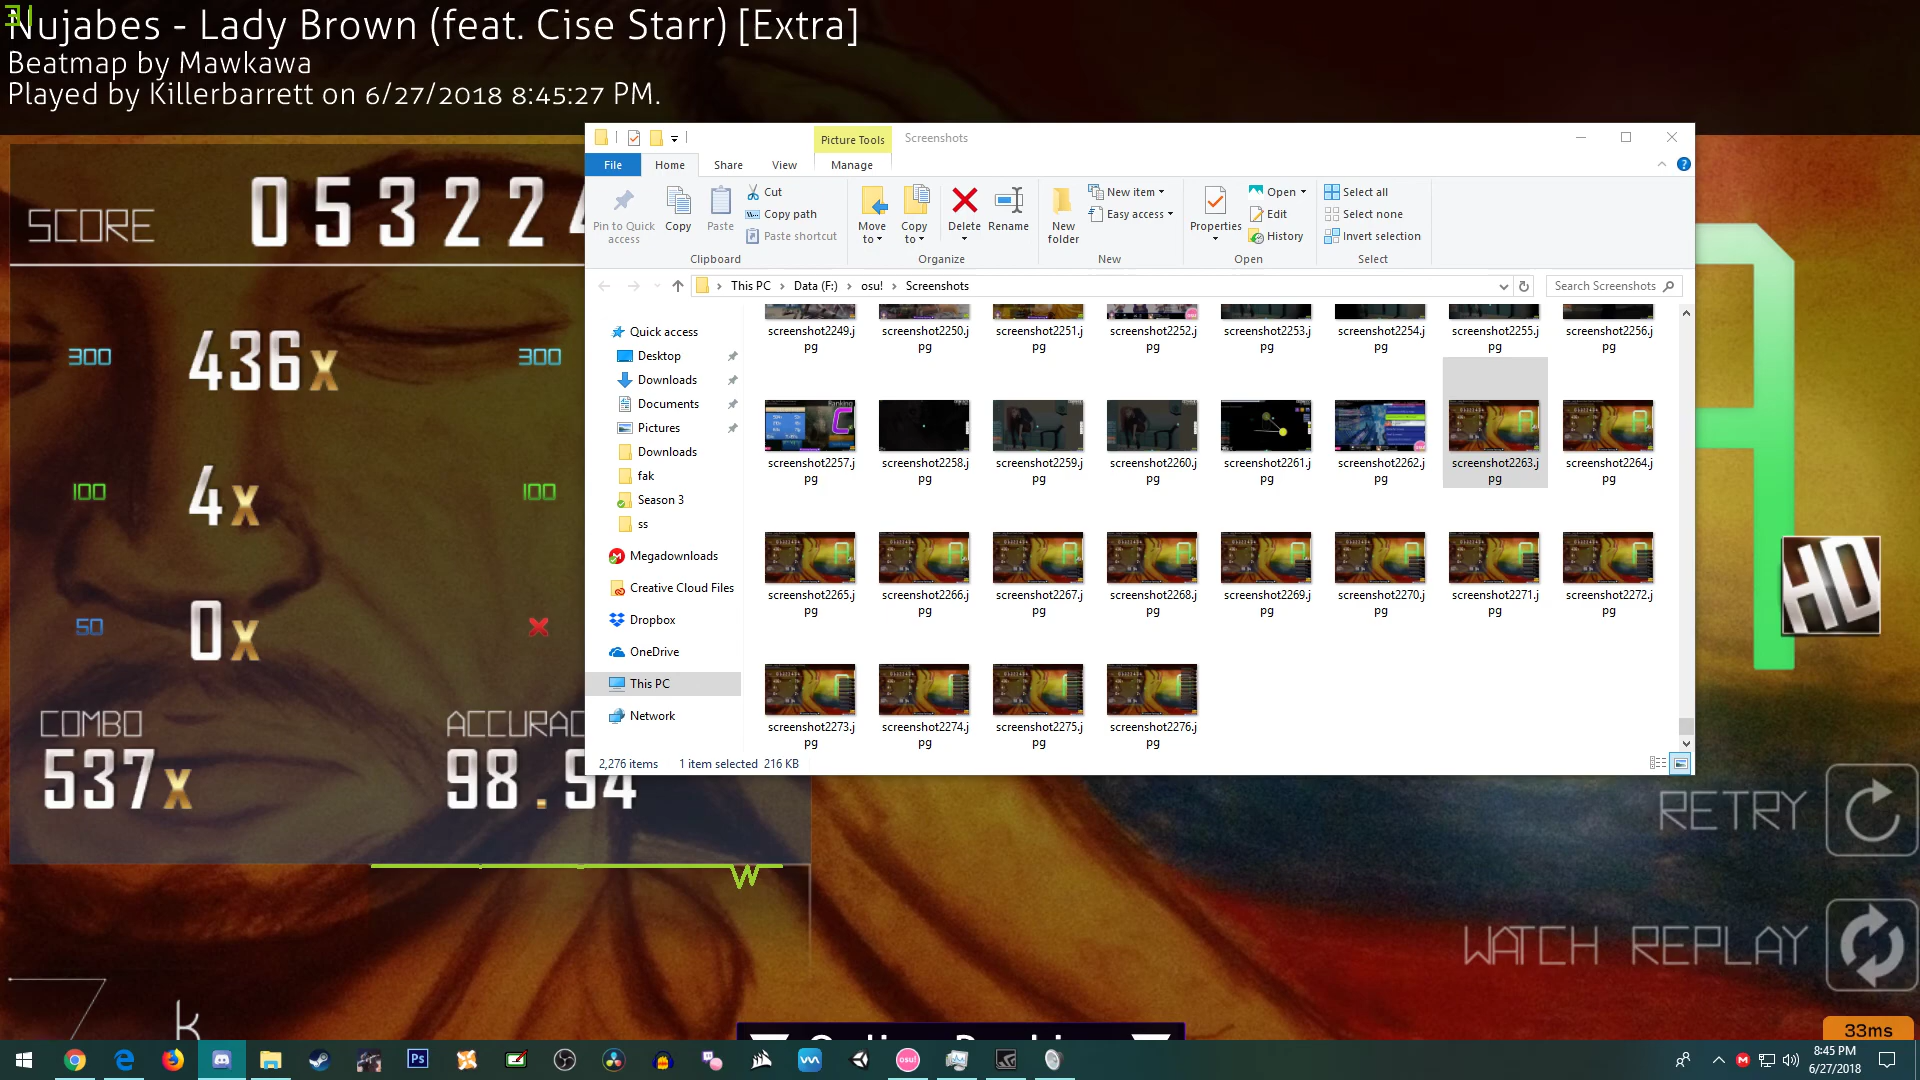 Nujabes - Lady Brown (feat. Cise Starr) [Extra]
Beatmap by Mawkawa
Played by Killerbarrett on 6/27/2018 8:45:27 PM.
SCORE
053224
300
436x
300
100
4x
100
50
0x
COMBO
537x
ACCURAC
98.94
Picture Tools
Screenshots
File
Home
Share
View
Manage
Pin to Quick access
Copy
Paste
Cut
Copy path
Paste shortcut
Clipboard
Move to
Copy to
Delete
Rename
Organize
New folder
New item
Easy access
New
Properties
Open
Edit
History
Open
Select all
Select none
Invert selection
Select
This PC
Data (F:)
osu!
Screenshots
Search Screenshots
Quick access
Desktop
Downloads
Documents
Pictures
Downloads
fak
Season 3
ss
Megadownloads
Creative Cloud Files
Dropbox
OneDrive
This PC
Network
screenshot2249.jpg
screenshot2250.jpg
screenshot2251.jpg
screenshot2252.jpg
screenshot2253.jpg
screenshot2254.jpg
screenshot2255.jpg
screenshot2256.jpg
screenshot2257.jpg
screenshot2258.jpg
screenshot2259.jpg
screenshot2260.jpg
screenshot2261.jpg
screenshot2262.jpg
screenshot2263.jpg
screenshot2264.jpg
screenshot2265.jpg
screenshot2266.jpg
screenshot2267.jpg
screenshot2268.jpg
screenshot2269.jpg
screenshot2270.jpg
screenshot2271.jpg
screenshot2272.jpg
screenshot2273.jpg
screenshot2274.jpg
screenshot2275.jpg
screenshot2276.jpg
2,276 items
1 item selected 216 KB
A
HD
RETRY
WATCH REPLAY
k
33ms
Ps
osu!
8:45 PM
6/27/2018